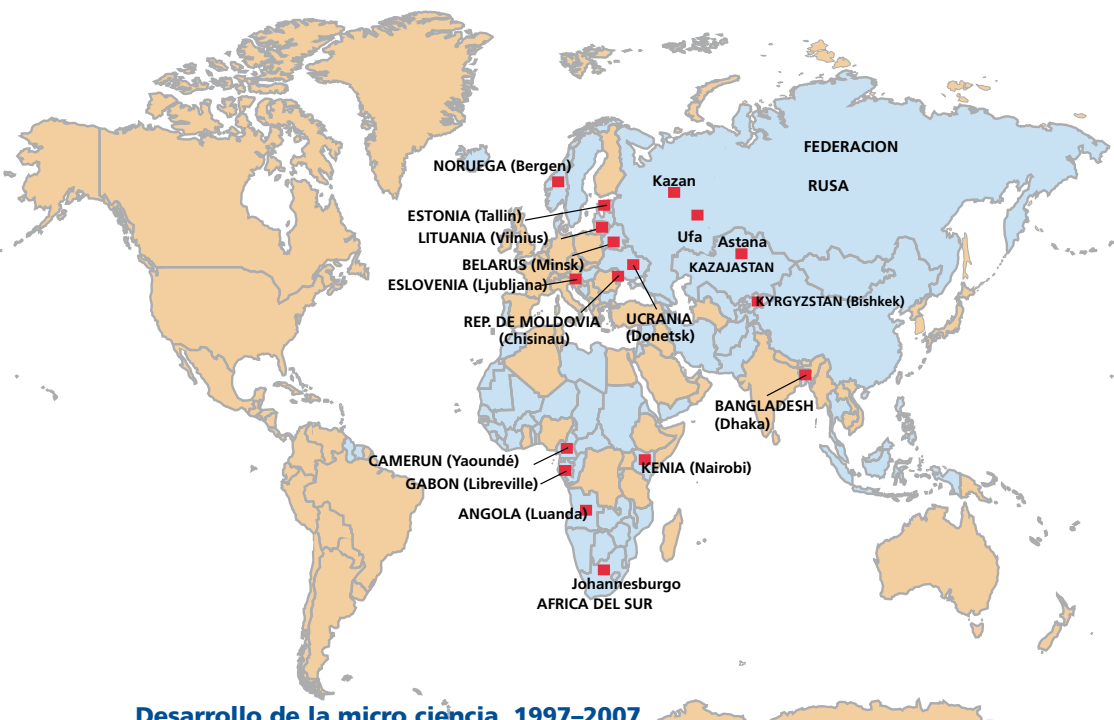 FEDERACION
RUSA
NORUEGA (Bergen)
Kazan
ESTONIA (Tallin)
LITUANIA (Vilnius)
Ufa
Astana
BELARUS (Minsk)
KAZAJASTAN
ESLOVENIA (Ljubljana)
KYRGYZSTAN (Bishkek)
REP. DE MOLDOVIA
(Chisinau)
UCRANIA
(Donetsk)
BANGLADESH
(Dhaka)
CAMERUN (Yaoundé)
KENIA (Nairobi)
GABON (Libreville)
ANGOLA (Luanda)
Johannesburgo
AFRICA DEL SUR
Desarrollo de la micro ciencia, 1997–2007